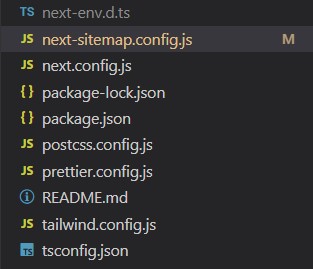 TS next-env.d.ts
JS next-sitemap.config.js M
JS next.config.js
{} package-lock.json
{} package.json
JS postcss.config.js
JS prettier.config.js
README.md
JS tailwind.config.js
TS tsconfig.json